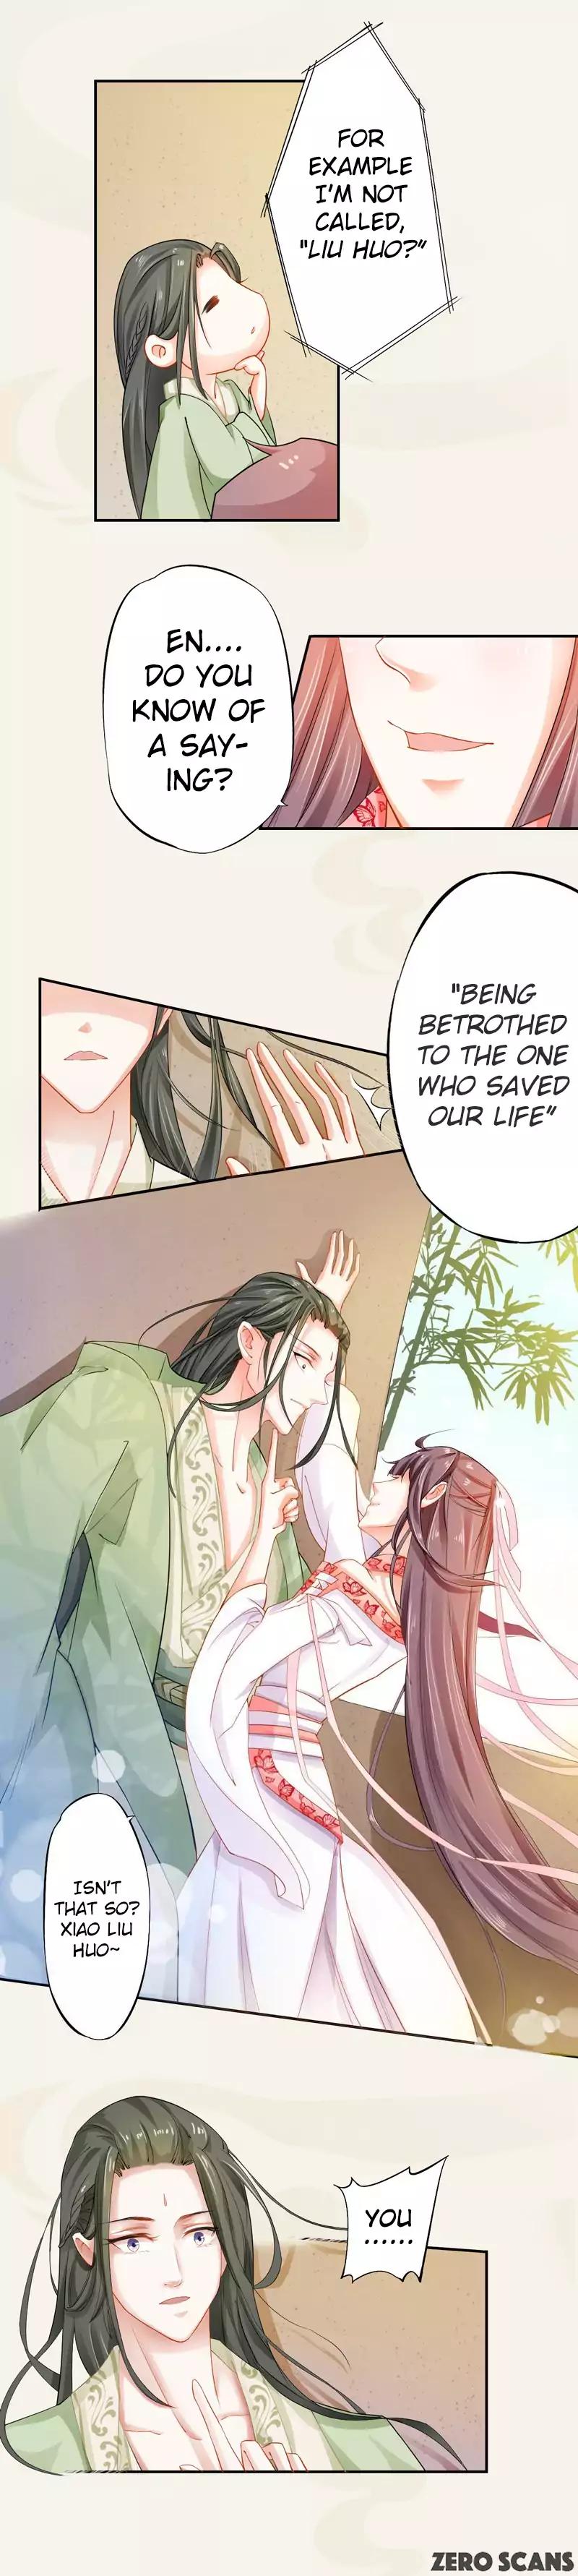 FOR
EXAMPLE
I'M NOT
CALLED,
"LIU HUO?"
EN....
DO YOU
KNOW OF
A SAY-
ING?
"BEING
BETROTHED
TO THE ONE
WHO SAVED
OUR LIFE"
ISN'T
THAT SO?
XIAO LIU
HUO~
YOU
......
ZERO SCANS